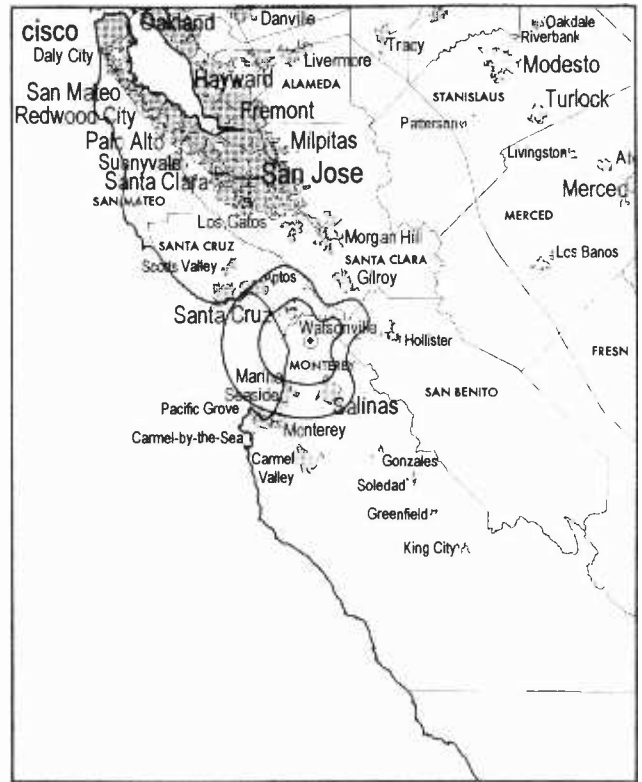 cisco
Oakland
Danville
Daly City
Livermore
Tracy
Oakdale
Riverbank
Modesto
Hayward
ALAMEDA
San Mateo
Redwood City
Fremont
STANISLAUS
Turlock
Palo Alto
Milpitas
Patterson
Sunnyvale
Livingston
Santa Clara
San Jose
Merced
SAN MATEO
MERCED
Los Gatos
Morgan Hill
SANTA CRUZ
SANTA CLARA
Los Banos
Scotts Valley
Gilroy
ptos
Santa Cruz
Watsonville
Hollister
FRESN
MONTEREY
Marina
SAN BENITO
Seaside
Pacific Grove
Salinas
Monterey
Carmel-by-the-Sea
Carmel
Valley
Gonzales
Soledad
Greenfield
King City